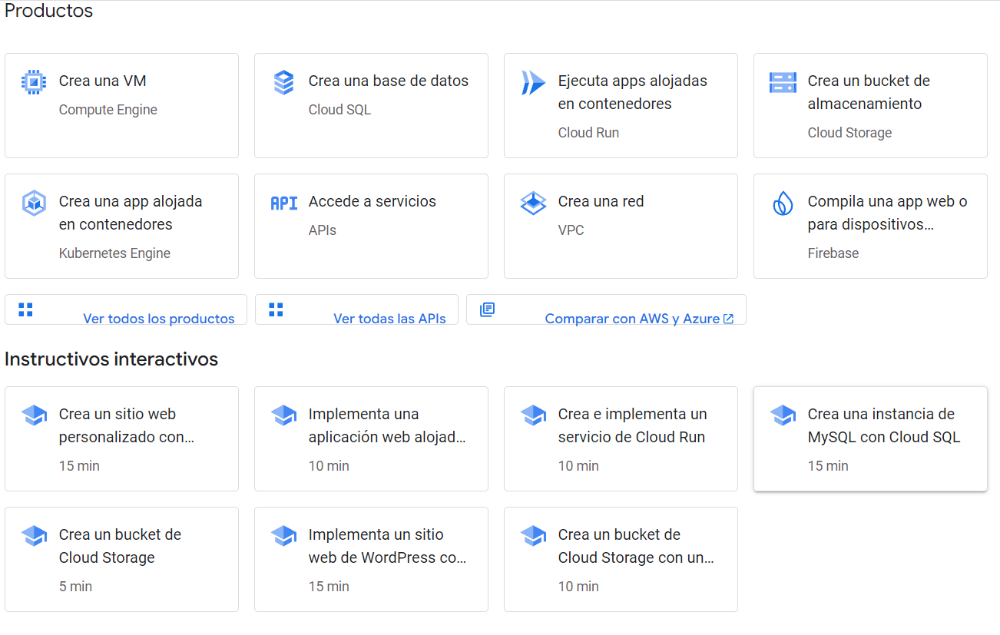 Productos
Crea una VM
Compute Engine
Crea una base de datos
Cloud SQL
Ejecuta apps alojadas
en contenedores
Cloud Run
Crea un bucket de
almacenamiento
Cloud Storage
Crea una app alojada
en contenedores
Kubernetes Engine
API
Accede a servicios
APIs
Crea una red
VPC
Compila una app web o
para dispositivos…
Firebase
Ver todos los productos
Ver todas las APIs
Comparar con AWS y Azure
Instructivos interactivos
Crea un sitio web
personalizado con…
15 min
Implementa una
aplicación web alojad…
10 min
Crea e implementa un
servicio de Cloud Run
10 min
Crea una instancia de
MySQL con Cloud SQL
15 min
Crea un bucket de
Cloud Storage
5 min
Implementa un sitio
web de WordPress co…
15 min
Crea un bucket de
Cloud Storage con un…
10 min